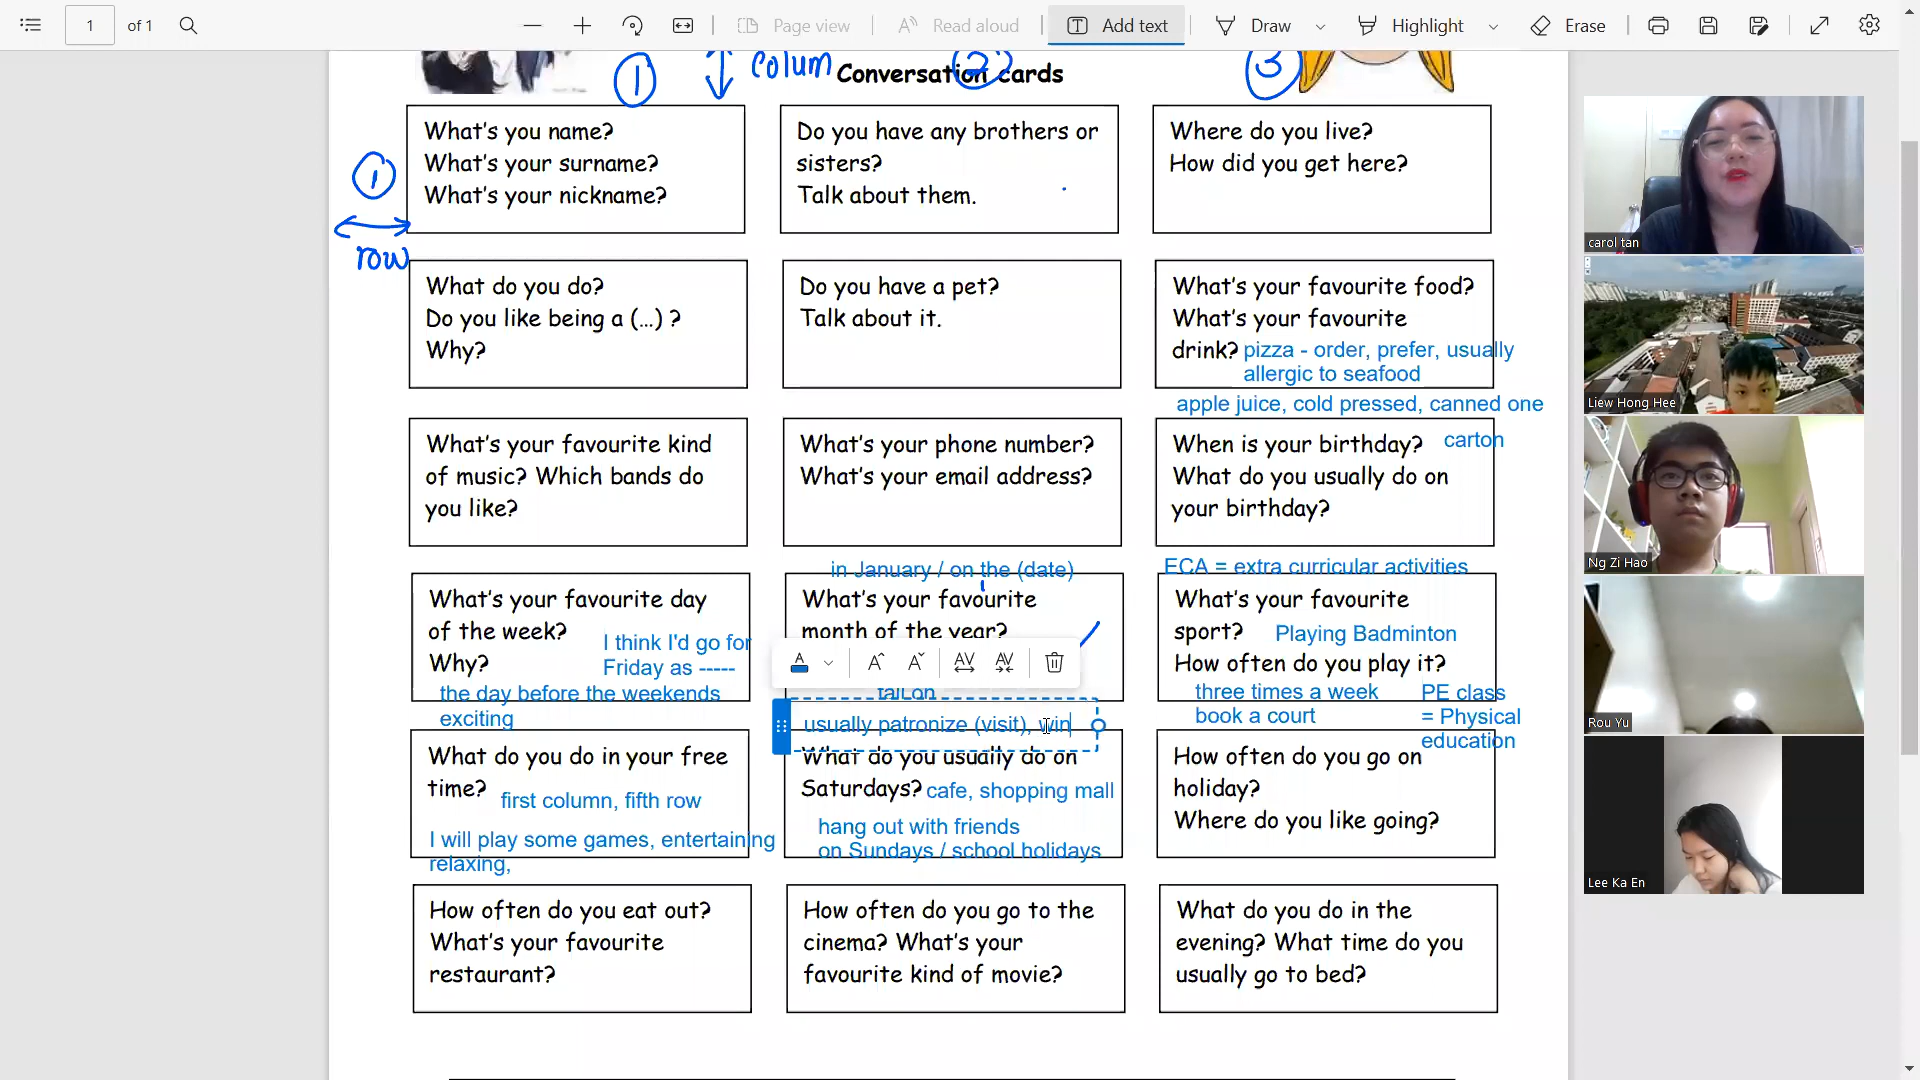 1
of 1
Page view
Read aloud
Add text
Draw
Highlight
Erase
1
colum
2
3
Conversation cards
What's you name?
What's your surname?
What's your nickname?
Do you have any brothers or
sisters?
Talk about them.
Where do you live?
How did you get here?
1
row
What do you do?
Do you like being a (…) ?
Why?
Do you have a pet?
Talk about it.
What's your favourite food?
What's your favourite
drink?
pizza - order, prefer, usually
allergic to seafood
apple juice, cold pressed, canned one
carton
What's your favourite kind
of music? Which bands do
you like?
What's your phone number?
What's your email address?
When is your birthday?
What do you usually do on
your birthday?
in January / on the (date)
ECA = extra curricular activities
What's your favourite day
of the week?
Why?
I think I'd go for
Friday as -----
the day before the weekends
exciting
What's your favourite
month of the year?
fall on
usually patronize (visit), win
What's your favourite
sport?
Playing Badminton
How often do you play it?
three times a week
book a court
PE class
= Physical
education
What do you do in your free
time?
first column, fifth row
I will play some games, entertaining
relaxing,
What do you usually do on
Saturdays?
cafe, shopping mall
hang out with friends
on Sundays / school holidays
How often do you go on
holiday?
Where do you like going?
How often do you eat out?
What's your favourite
restaurant?
How often do you go to the
cinema? What's your
favourite kind of movie?
What do you do in the
evening? What time do you
usually go to bed?
carol tan
Liew Hong Hee
Ng Zi Hao
Rou Yu
Lee Ka En